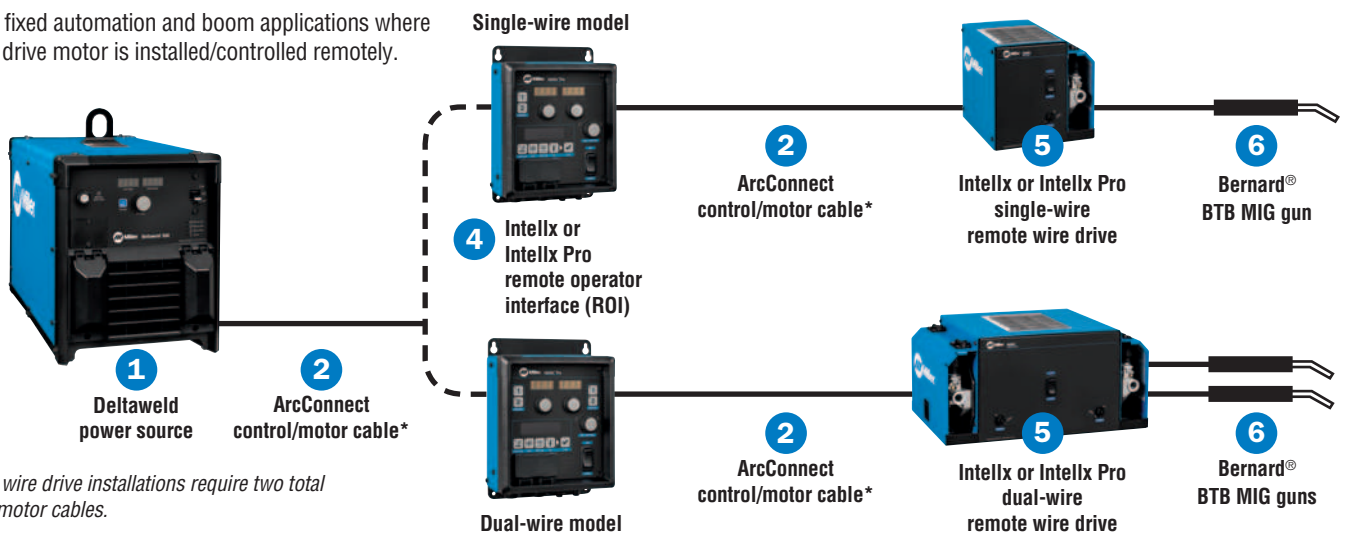 fixed automation and boom applications where
drive motor is installed/controlled remotely.
Single-wire model
Miller
2
ArcConnect
control/motor cable*
5
Intellx or Intellx Pro
single-wire
remote wire drive
6
Bernard®
BTB MIG gun
4
Intellx or
Intellx Pro
remote operator
interface (ROI)
Miller
Miller
1
Deltaweld
power source
2
ArcConnect
control/motor cable*
Dual-wire model
2
ArcConnect
control/motor cable*
5
Intellx or Intellx Pro
dual-wire
remote wire drive
6
Bernard®
BTB MIG guns
wire drive installations require two total
motor cables.